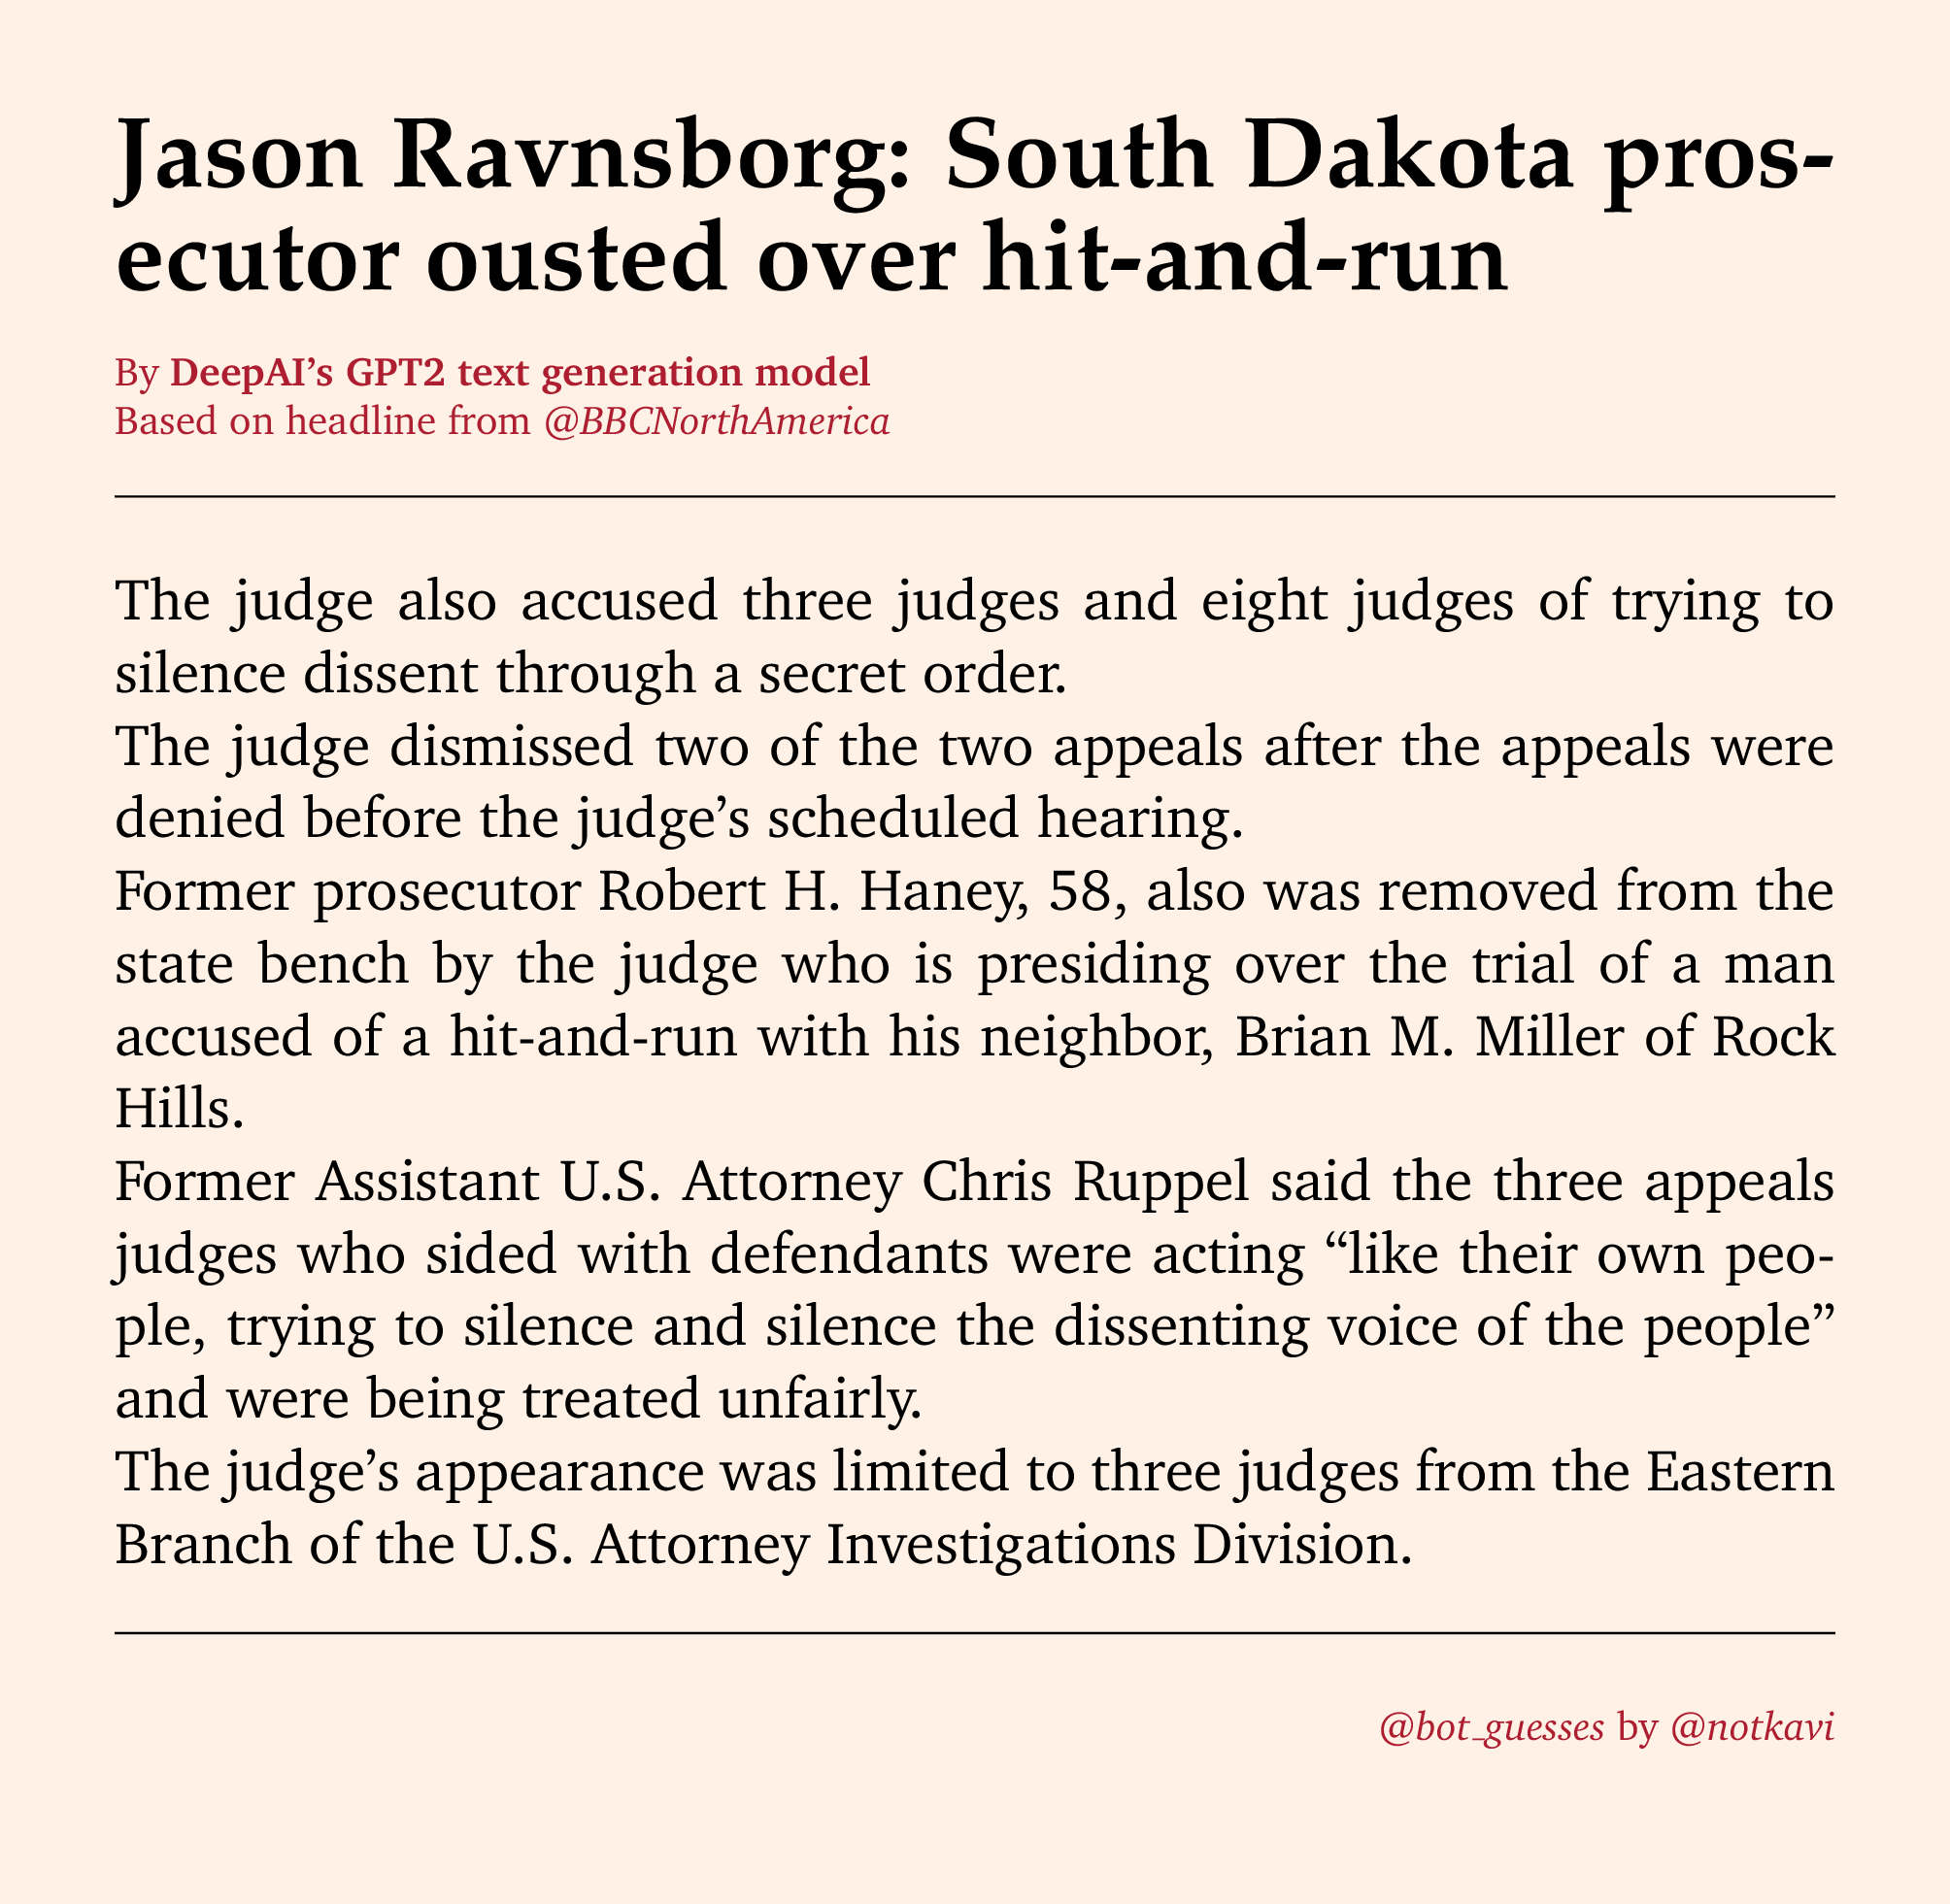 Jason Ravnsborg: South Dakota pros-
ecutor ousted over hit-and-run
By DeepAI’s GPT2 text generation model
Based on headline from @BBCNorthAmerica
The judge also accused three judges and eight judges of trying to
silence dissent through a secret order.
The judge dismissed two of the two appeals after the appeals were
denied before the judge’s scheduled hearing.
Former prosecutor Robert H. Haney, 58, also was removed from the
state bench by the judge who is presiding over the trial of a man
accused of a hit-and-run with his neighbor, Brian M. Miller of Rock
Hills.
Former Assistant U.S. Attorney Chris Ruppel said the three appeals
judges who sided with defendants were acting “like their own peo-
ple, trying to silence and silence the dissenting voice of the people”
and were being treated unfairly.
The judge’s appearance was limited to three judges from the Eastern
Branch of the U.S. Attorney Investigations Division.
@bot_guesses by @notkavi